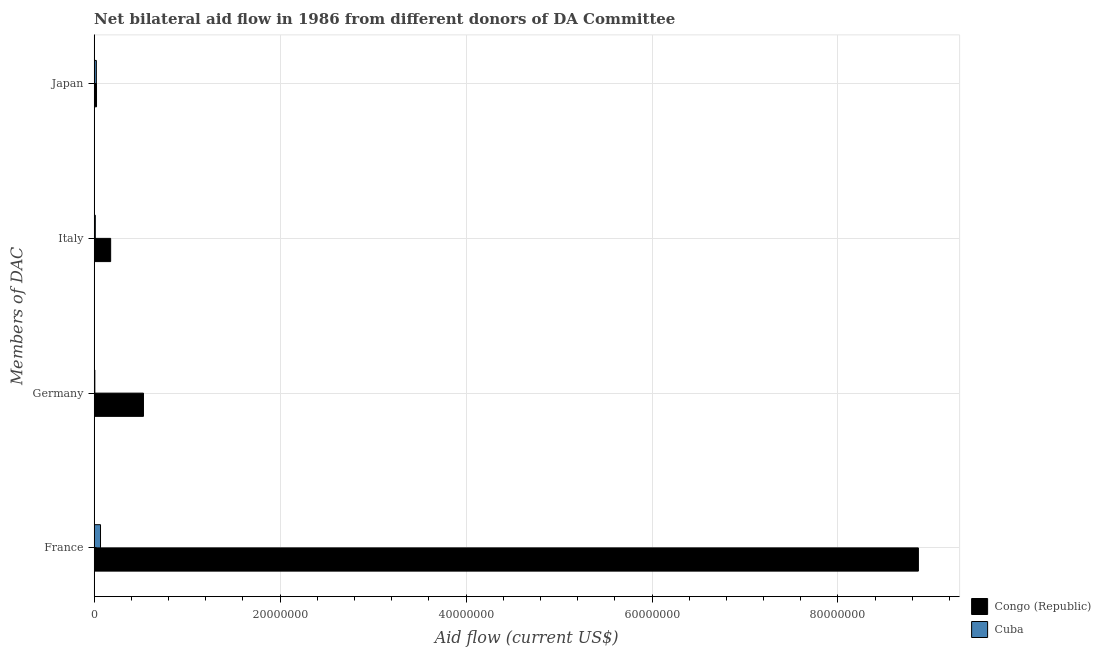 Net bilateral aid flow in 1986 from different donors of DA Committee
Members of DAC
Japan
Italy
Germany
France
0
20000000
40000000
60000000
80000000
Aid flow (current US$)
Congo (Republic)
Cuba